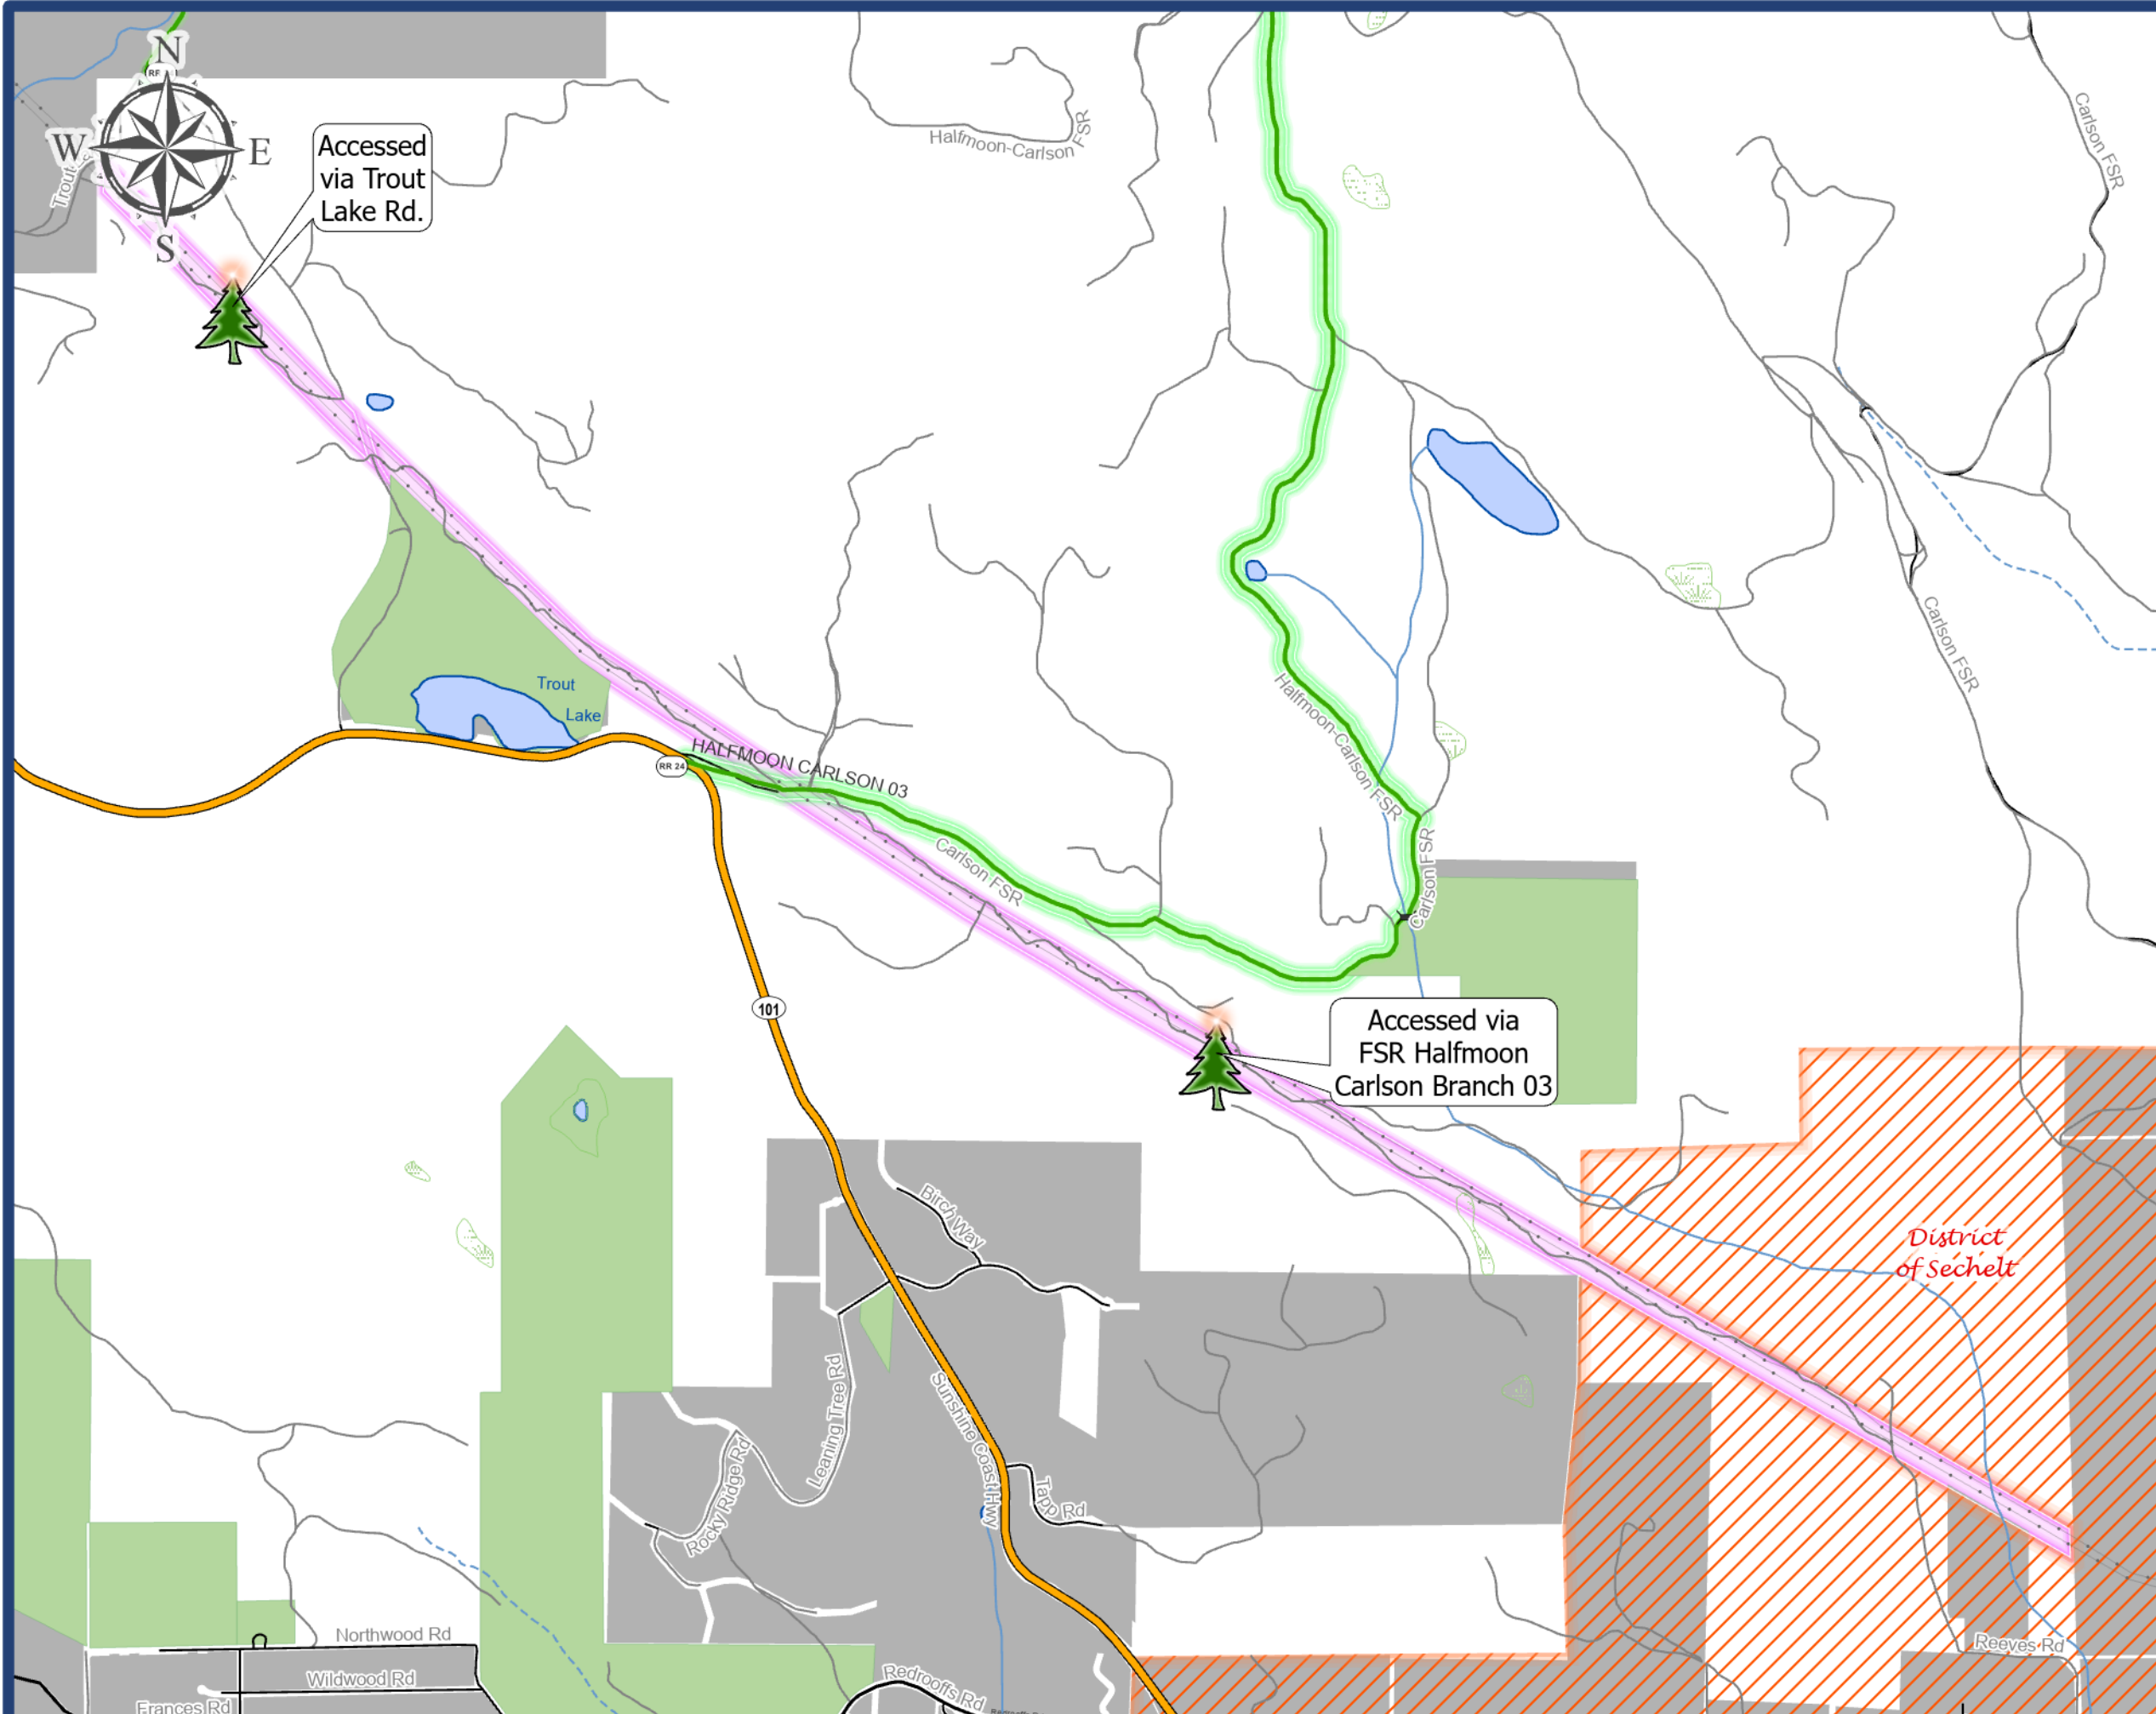 N
W
E
S
RR
Trout
Accessed
via Trout
Lake Rd.
Halfmoon-Carlson FSR
Carlson FSR
Carlson FSR
Trout
Lake
HALFMOON CARLSON 03
RR 24
Halfmoon-Carlson FSR
Carlson FSR
Carlson FSR
101
Accessed via
FSR Halfmoon
Carlson Branch 03
District
of Sechelt
Birch Way
Leaning Tree Rd
Sunshine Coast Hwy
Rocky Ridge Rd
Tapp Rd
Northwood Rd
Wildwood Rd
Frances Rd
Redrooffs Rd
Reeves Rd